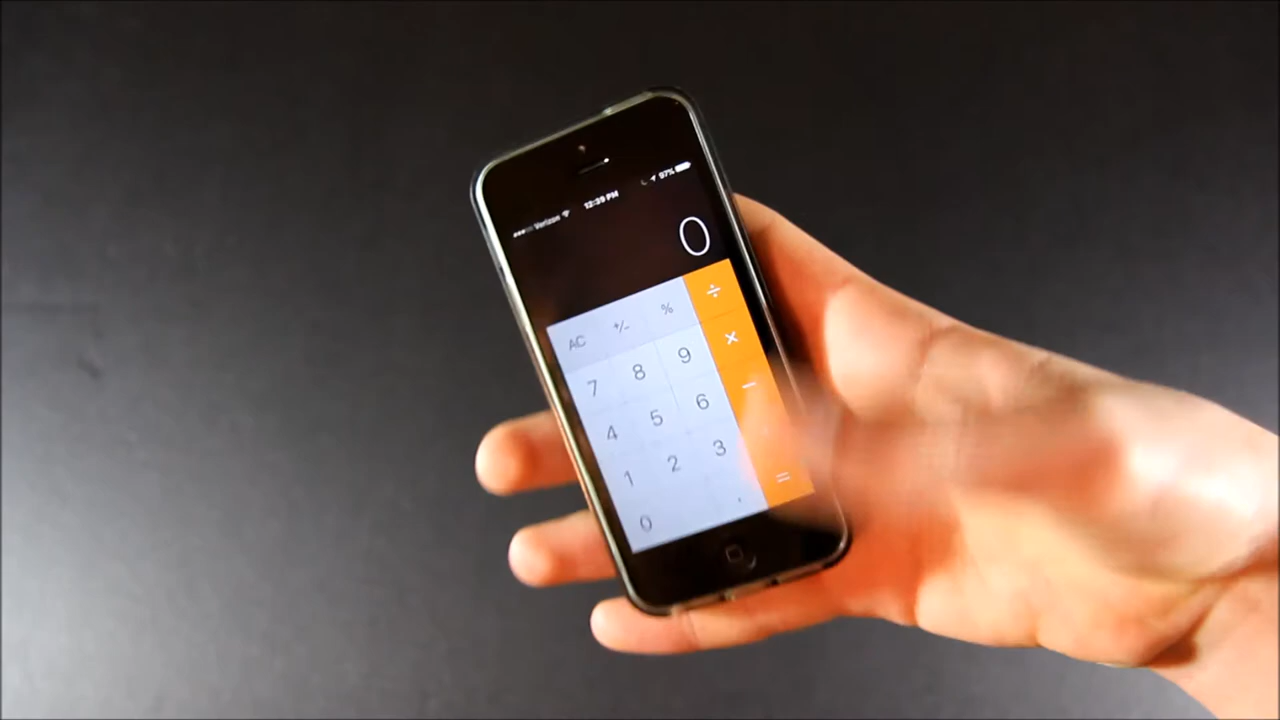 Verizon 12:39 PM 97%
0
AC +/- % ÷
7 8 9 ×
4 5 6 −
1 2 3
0 . =